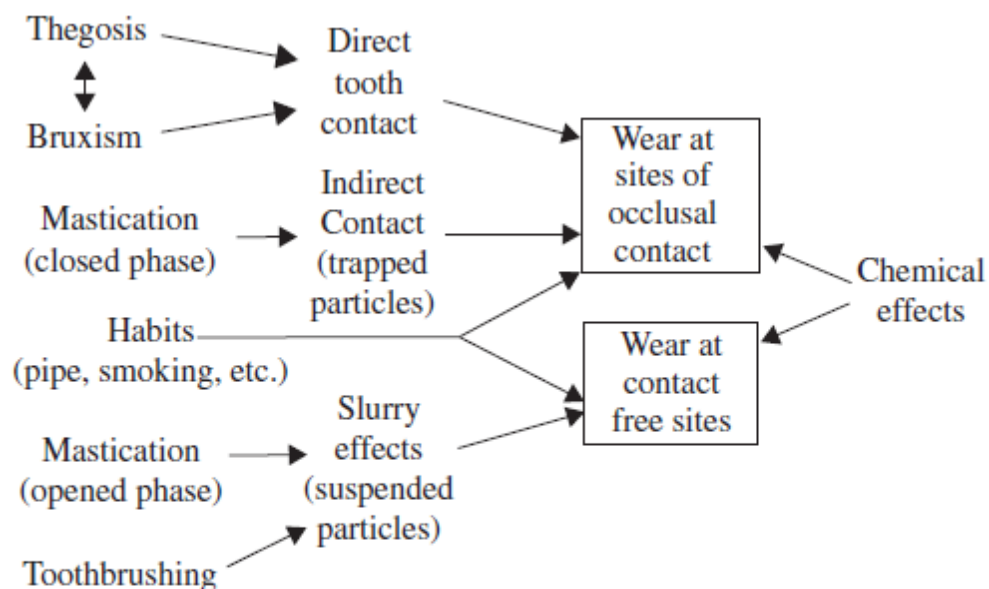 Thegosis
Bruxism
Direct
tooth
contact
Mastication
(closed phase)
Indirect
Contact
(trapped
particles)
Habits
(pipe, smoking, etc.)
Mastication
(opened phase)
Slurry
effects
(suspended
particles)
Toothbrushing
Wear at
sites of
occlusal
contact
Wear at
contact
free sites
Chemical
effects